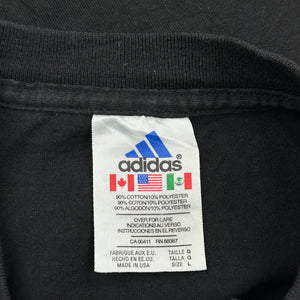 adidas®
90% COTTON/10% POLYESTER
90% COTON/10% POLYESTER
90% ALGODON/10% POLYESTER
OVER FOR CARE
INDICATIONS AU VERSO
INSTRUCCIONES EN EL REVERSO
CA 00411 RN 88387
FABRIQUE AUX E.U. TAILLE G
HECHO EN EE.UU. TALLA G
MADE IN USA SIZE L